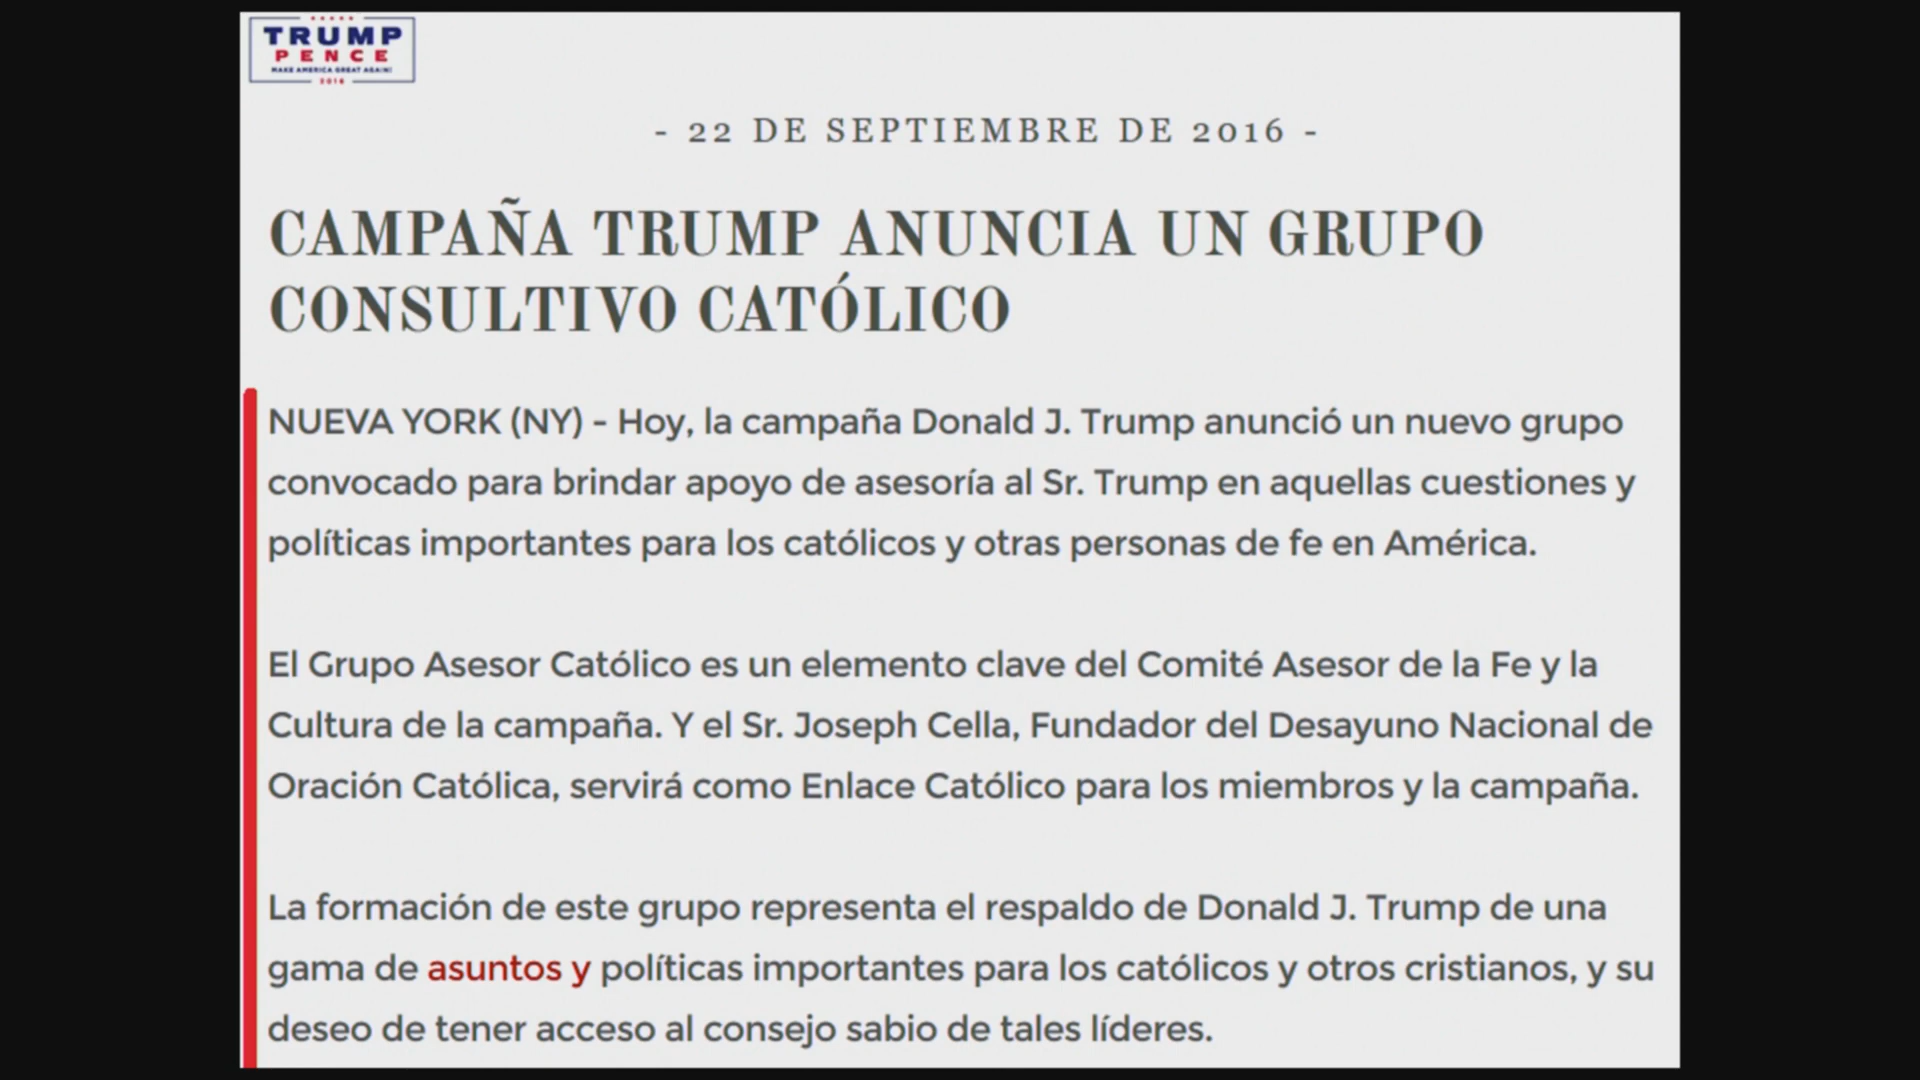 TRUMP
PENCE
MAKE AMERICA GREAT AGAIN!
2016
- 22 DE SEPTIEMBRE DE 2016 -
CAMPAÑA TRUMP ANUNCIA UN GRUPO
CONSULTIVO CATÓLICO
NUEVA YORK (NY) - Hoy, la campaña Donald J. Trump anunció un nuevo grupo
convocado para brindar apoyo de asesoría al Sr. Trump en aquellas cuestiones y
políticas importantes para los católicos y otras personas de fe en América.
El Grupo Asesor Católico es un elemento clave del Comité Asesor de la Fe y la
Cultura de la campaña. Y el Sr. Joseph Cella, Fundador del Desayuno Nacional de
Oración Católica, servirá como Enlace Católico para los miembros y la campaña.
La formación de este grupo representa el respaldo de Donald J. Trump de una
gama de asuntos y políticas importantes para los católicos y otros cristianos, y su
deseo de tener acceso al consejo sabio de tales líderes.